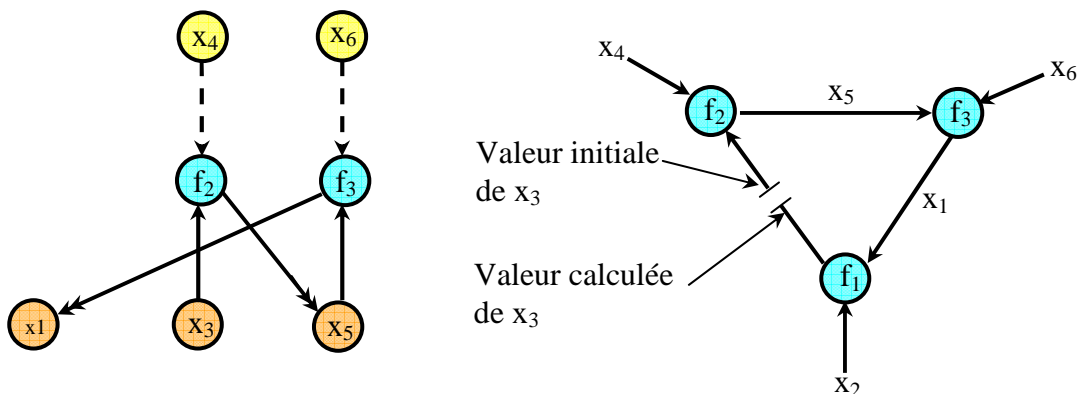 x4
x6
f2
f3
x1
x3
x5
x4
x6
x5
f2
f3
Valeur initiale
de x3
x1
Valeur calculée
de x3
f1
x2